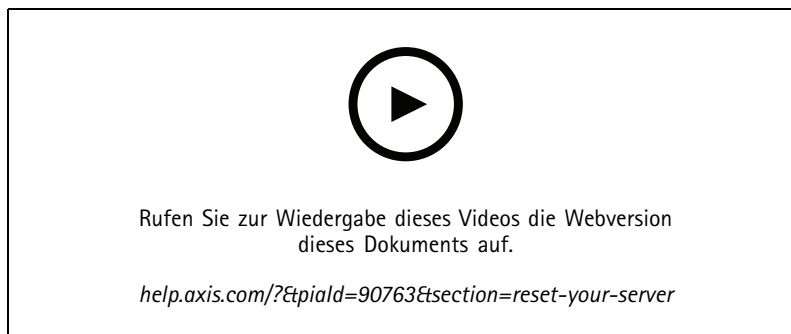 Rufen Sie zur Wiedergabe dieses Videos die Webversion
dieses Dokuments auf.
help.axis.com/?&piaId=90763&section=reset-your-server